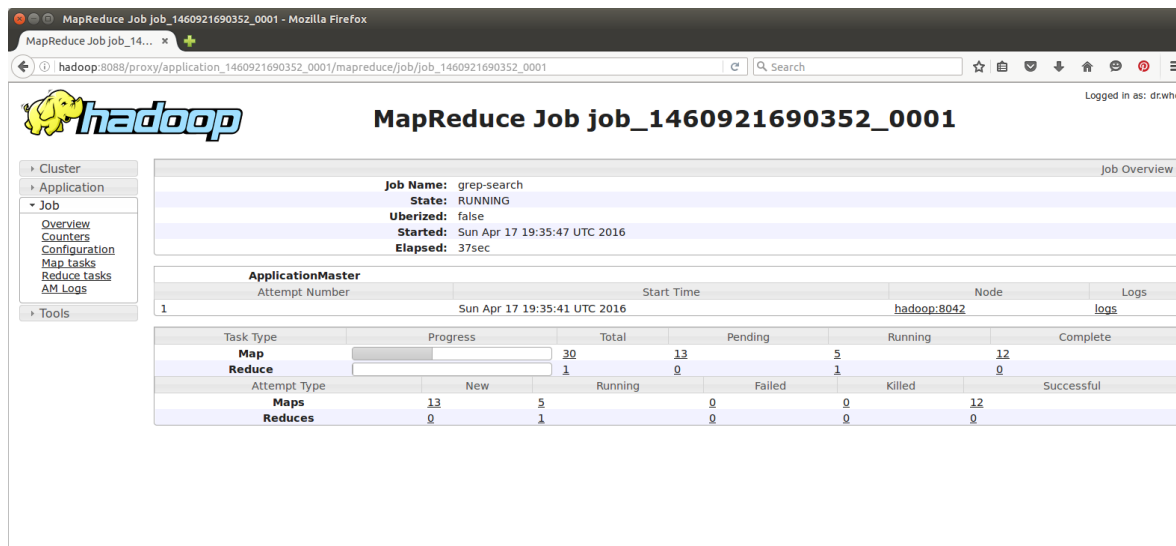 MapReduce Job job_1460921690352_0001 - Mozilla Firefox
MapReduce Job job_14...
hadoop:8088/proxy/application_1460921690352_0001/mapreduce/job/job_1460921690352_0001 Search
Logged in as: dr.who
hadoop
MapReduce Job job_1460921690352_0001
Cluster
Application
Job
Overview
Counters
Configuration
Map tasks
Reduce tasks
AM Logs
Tools
Job Overview
Job Name: grep-search
State: RUNNING
Uberized: false
Started: Sun Apr 17 19:35:47 UTC 2016
Elapsed: 37sec
ApplicationMaster
Attempt Number Start Time Node Logs
1 Sun Apr 17 19:35:41 UTC 2016 hadoop:8042 logs
Task Type Progress Total Pending Running Complete
Map 30 13 5 12
Reduce 1 0 1 0
Attempt Type New Running Failed Killed Successful
Maps 13 5 0 0 12
Reduces 0 1 0 0 0